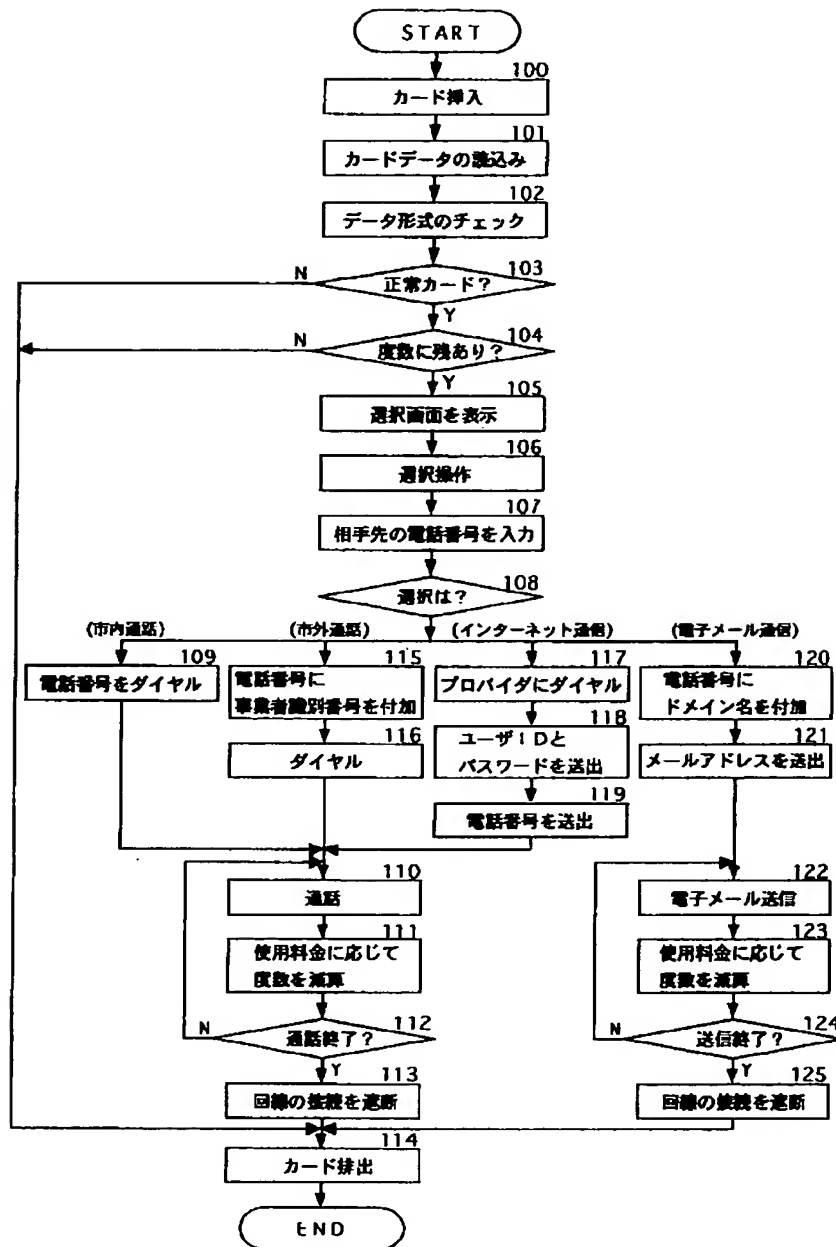 START
100
カード挿入
101
カードデータの読込み
102
データ形式のチェック
103
N
正常カード?
Y
104
N
度数に残あり?
Y
105
選択画面を表示
106
選択操作
107
相手先の電話番号を入力
108
選択は?
(市内通話)
(市外通話)
(インターネット通信)
(電子メール通信)
109
電話番号をダイヤル
115
電話番号に
事業者識別番号を付加
117
プロバイダにダイヤル
120
電話番号に
ドメイン名を付加
116
ダイヤル
118
ユーザIDと
パスワードを送出
121
メールアドレスを送出
119
電話番号を送出
110
通話
122
電子メール送信
111
使用料金に応じて
度数を減算
123
使用料金に応じて
度数を減算
112
N
通話終了?
Y
124
N
送信終了?
Y
113
回線の接続を遮断
125
回線の接続を遮断
114
カード排出
END